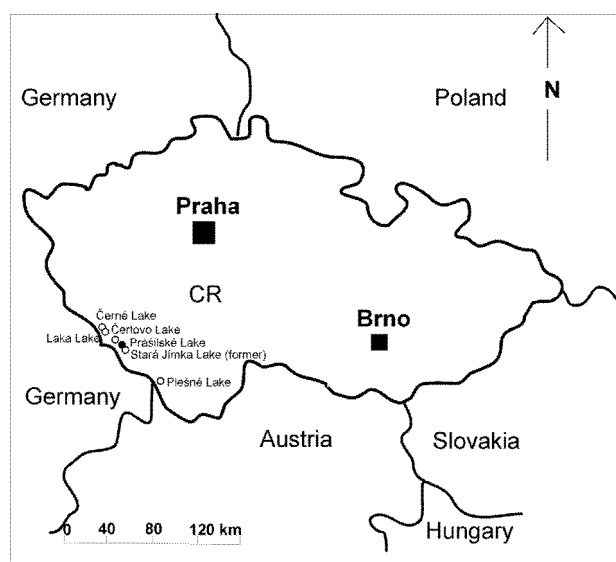 Germany
Poland
N
Praha
CR
Brno
Černé Lake
Čertovo Lake
Laka Lake
Prášilské Lake
Stará Jímka Lake (former)
Plešné Lake
Germany
Austria
Slovakia
Hungary
0 40 80 120 km